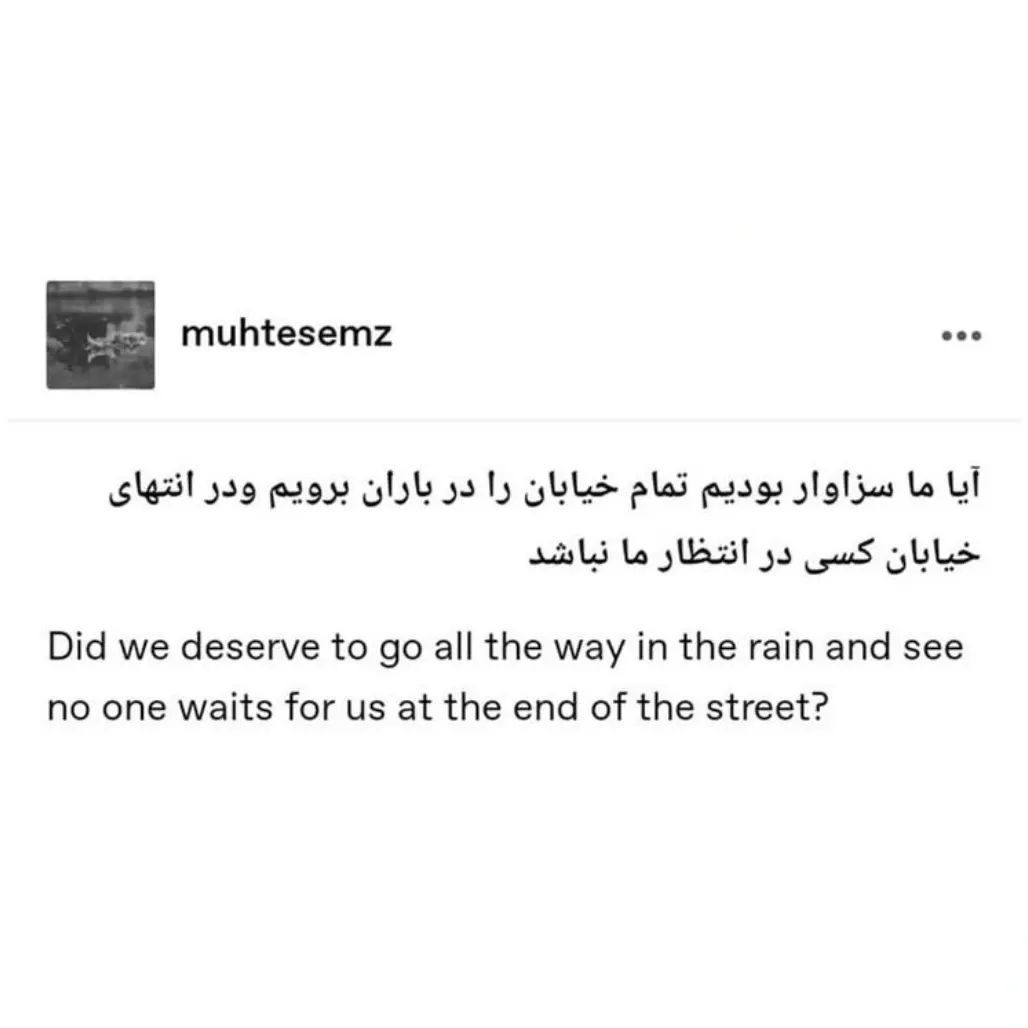 muhtesemz
آیا ما سزاوار بودیم تمام خیابان را در باران برویم ودر انتهای
خیابان کسی در انتظار ما نباشد
Did we deserve to go all the way in the rain and see
no one waits for us at the end of the street?